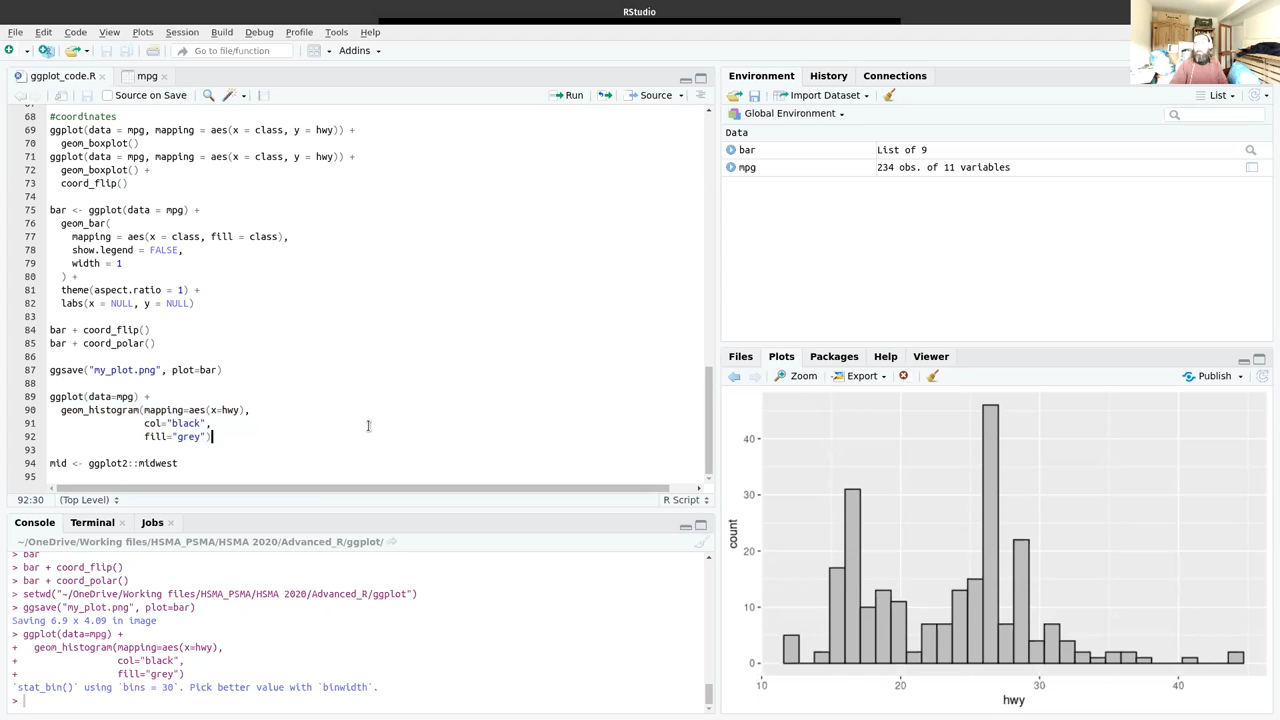 RStudio
File Edit Code View Plots Session Build Debug Profile Tools Help
Go to file/function Addins
ggplot_code.R mpg
Source on Save Run Source
68 #coordinates
69 ggplot(data = mpg, mapping = aes(x = class, y = hwy)) +
70 geom_boxplot()
71 ggplot(data = mpg, mapping = aes(x = class, y = hwy)) +
72 geom_boxplot() +
73 coord_flip()
74
75 bar <- ggplot(data = mpg) +
76 geom_bar(
77 mapping = aes(x = class, fill = class),
78 show.legend = FALSE,
79 width = 1
80 ) +
81 theme(aspect.ratio = 1) +
82 labs(x = NULL, y = NULL)
83
84 bar + coord_flip()
85 bar + coord_polar()
86
87 ggsave("my_plot.png", plot=bar)
88
89 ggplot(data=mpg) +
90 geom_histogram(mapping=aes(x=hwy),
91 col="black",
92 fill="grey")
93
94 mid <- ggplot2::midwest
95
92:30 (Top Level) R Script
Console Terminal Jobs
~/OneDrive/Working files/HSMA_PSMA/HSMA 2020/Advanced_R/ggplot/
> bar
> bar + coord_flip()
> bar + coord_polar()
> setwd("~/OneDrive/Working files/HSMA_PSMA/HSMA 2020/Advanced_R/ggplot")
> ggsave("my_plot.png", plot=bar)
Saving 6.9 x 4.09 in image
> ggplot(data=mpg) +
+ geom_histogram(mapping=aes(x=hwy),
+ col="black",
+ fill="grey")
`stat_bin()` using `bins = 30`. Pick better value with `binwidth`.
>
Environment History Connections
Import Dataset List
Global Environment
Data
bar List of 9
mpg 234 obs. of 11 variables
Files Plots Packages Help Viewer
Zoom Export Publish
40
30
20
10
0
count
10 20 30 40
hwy